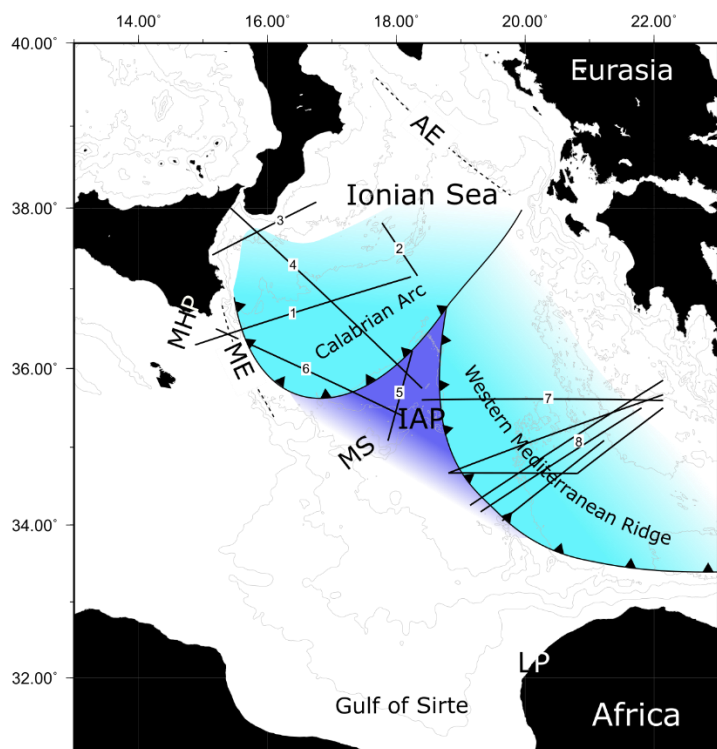 14.00° 16.00° 18.00° 20.00° 22.00°
40.00°
Eurasia
AE
38.00°
Ionian Sea
3
2
4
1
MHP
Calabrian Arc
36.00°
ME
6
5
7
IAP
Western Mediterranean Ridge
8
MS
34.00°
32.00°
LP
Gulf of Sirte
Africa